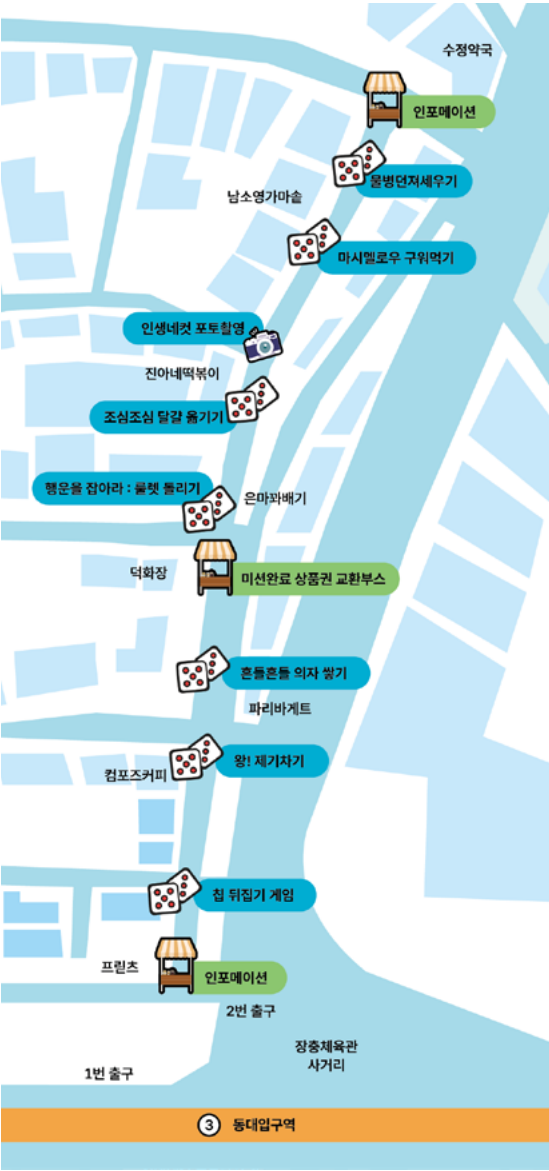 수정약국
인포메이션
물병던져세우기
남소영가마솥
마시멜로우 구워먹기
인생네컷 포토촬영
진아네떡볶이
조심조심 달걀 옮기기
행운을 잡아라 : 룰렛 돌리기
은마꽈배기
덕화장
미션완료 상품권 교환부스
흔들흔들 의자 쌓기
파리바게트
왕! 제기차기
컴포즈커피
칩 뒤집기 게임
프릳츠
인포메이션
2번 출구
장충체육관
사거리
1번 출구
3 동대입구역